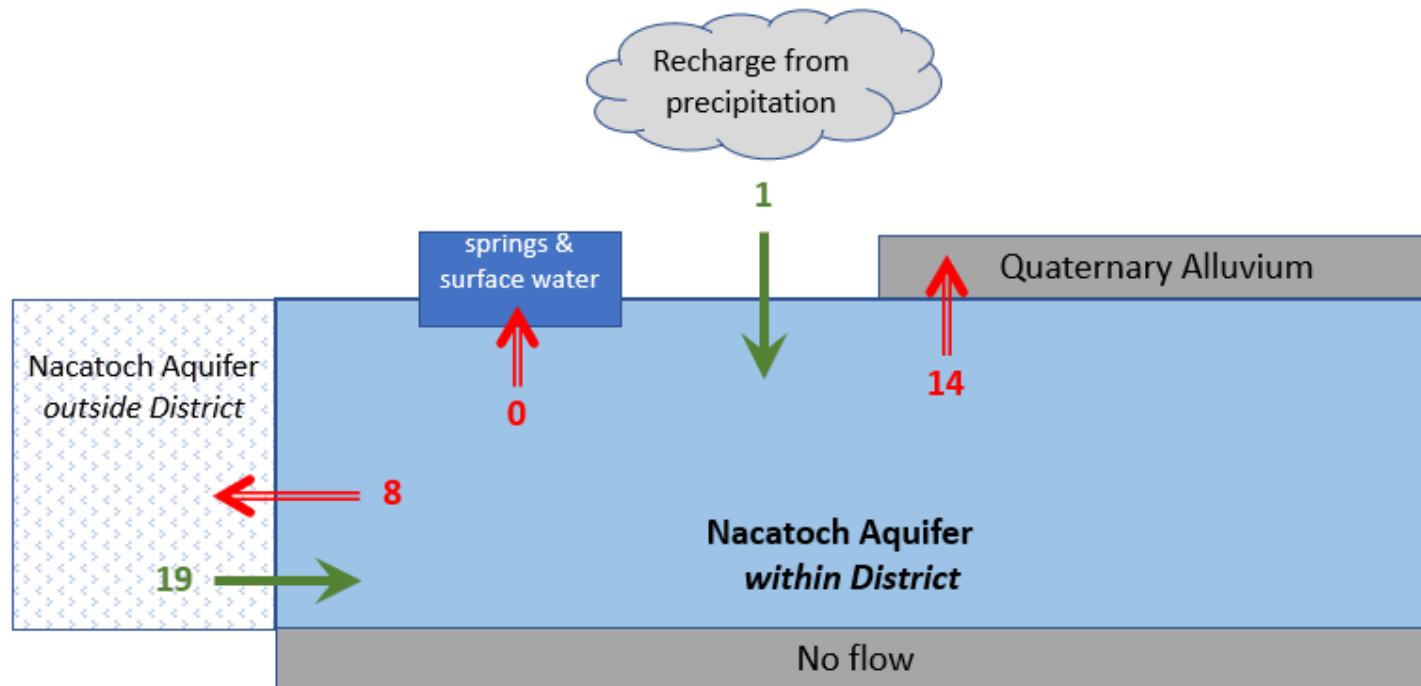 Recharge from
precipitation
1
springs &
surface water
Quaternary Alluvium
Nacatoch Aquifer
outside District
0
14
8
19
Nacatoch Aquifer
within District
No flow